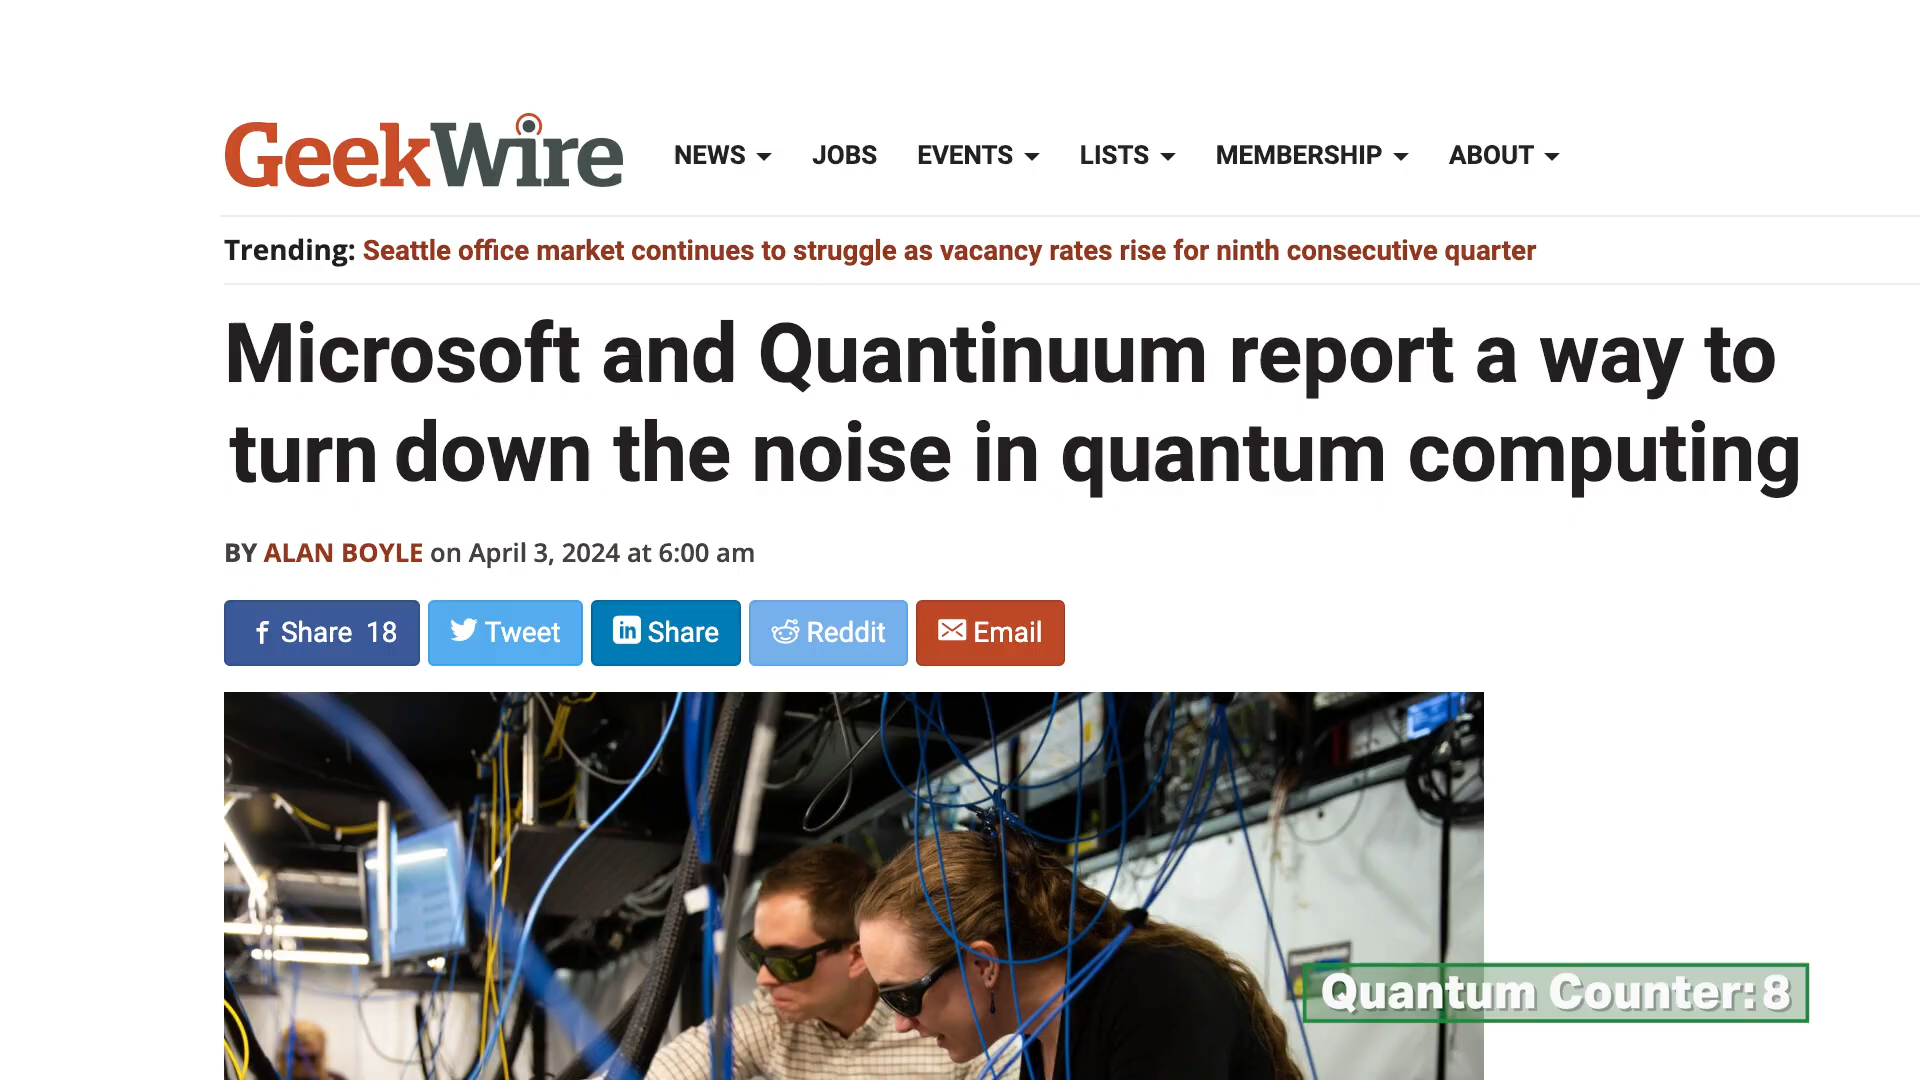 GeekWire
NEWS JOBS EVENTS LISTS MEMBERSHIP ABOUT
Trending: Seattle office market continues to struggle as vacancy rates rise for ninth consecutive quarter
Microsoft and Quantinuum report a way to
turn down the noise in quantum computing
BY ALAN BOYLE on April 3, 2024 at 6:00 am
f Share 18 Tweet in Share Reddit Email
Quantum Counter: 8